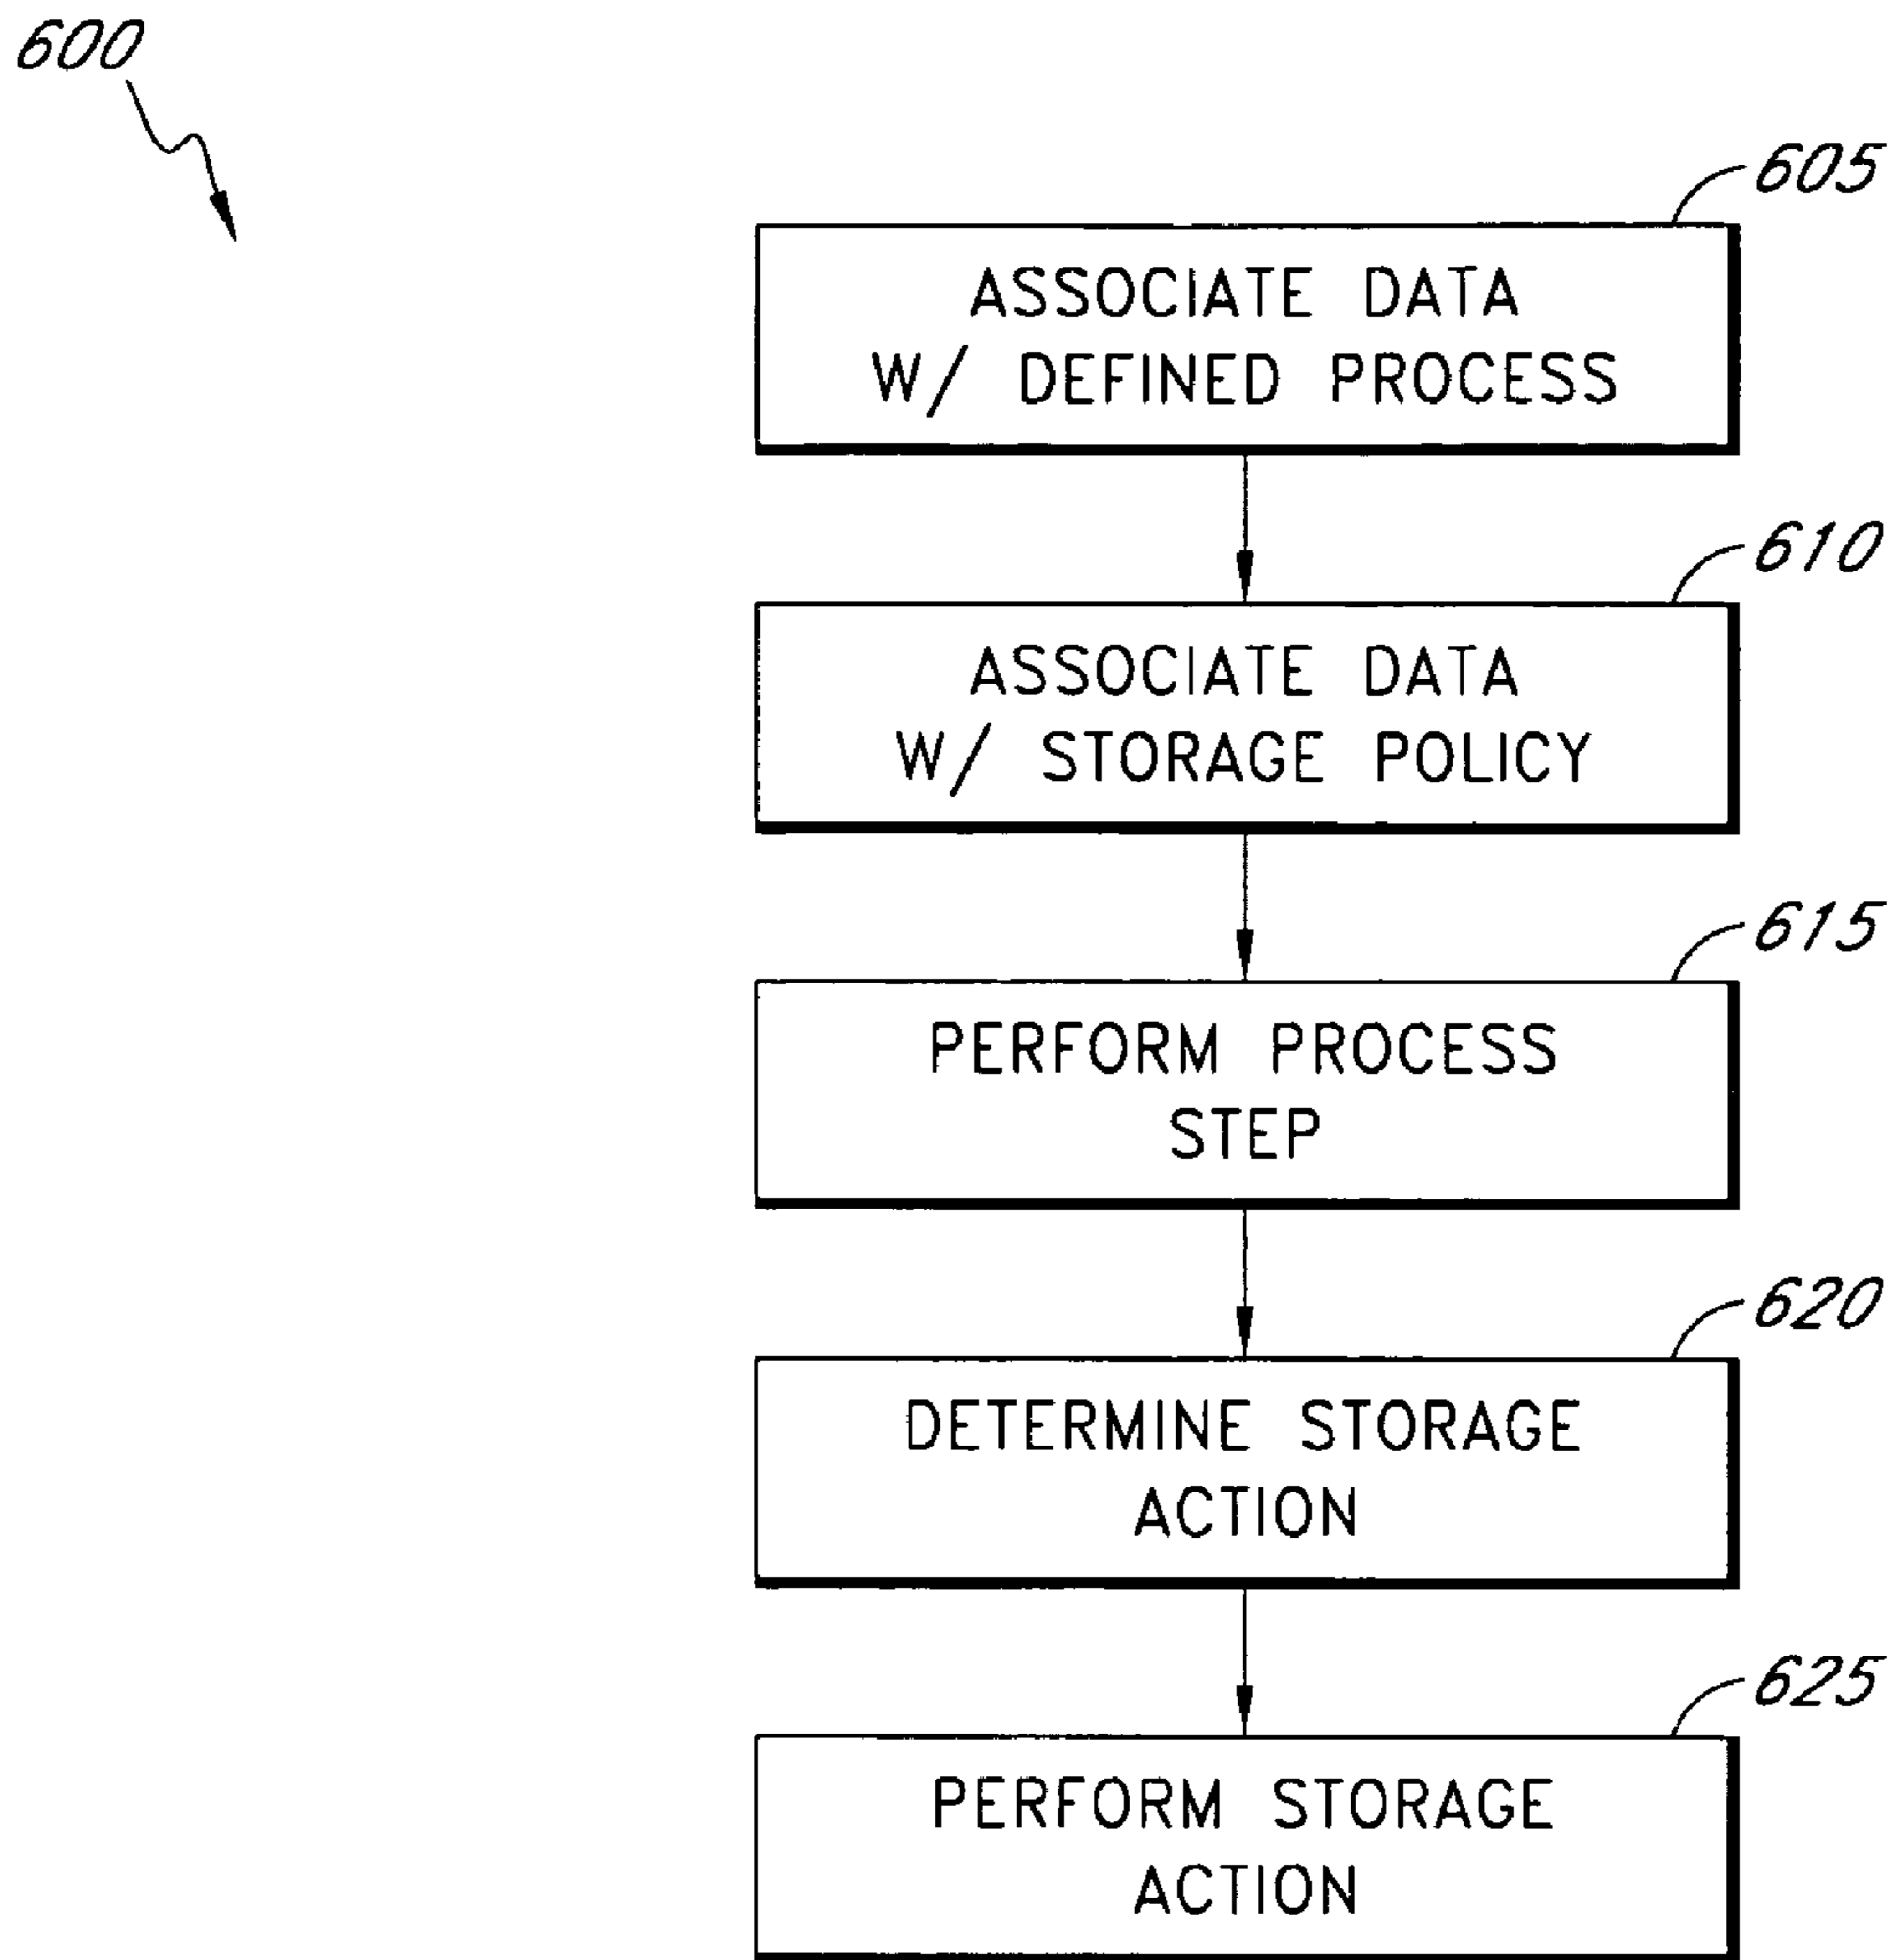 600
605
ASSOCIATE DATA
W/ DEFINED PROCESS
610
ASSOCIATE DATA
W/ STORAGE POLICY
615
PERFORM PROCESS
STEP
620
DETERMINE STORAGE
ACTION
625
PERFORM STORAGE
ACTION